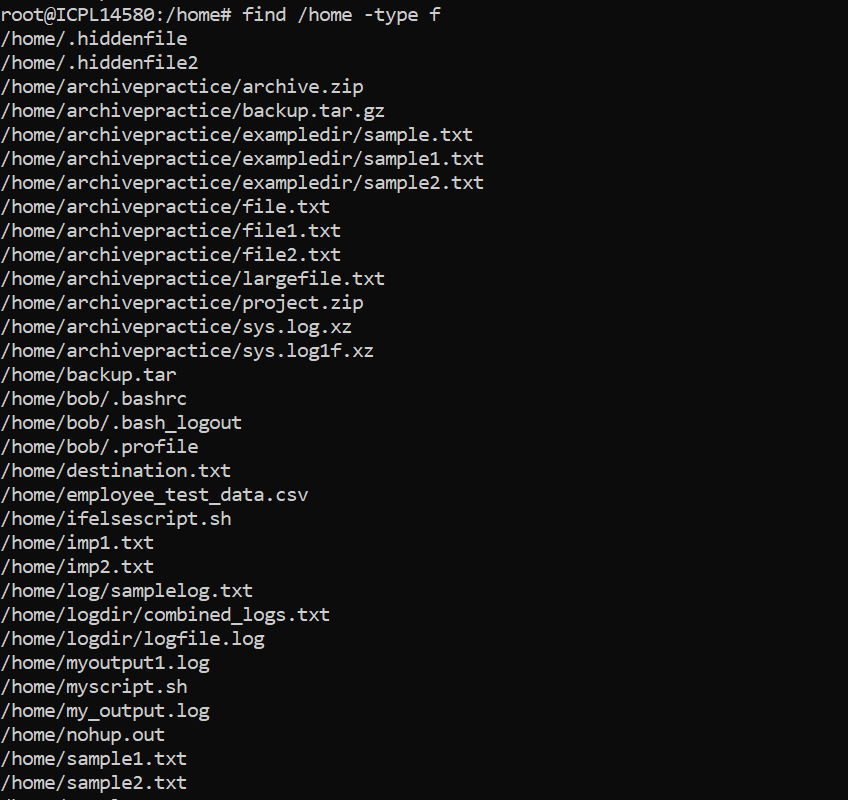 root@ICPL14580:/home# find /home -type f
/home/.hiddenfile
/home/.hiddenfile2
/home/archivepractice/archive.zip
/home/archivepractice/backup.tar.gz
/home/archivepractice/exampledir/sample.txt
/home/archivepractice/exampledir/sample1.txt
/home/archivepractice/exampledir/sample2.txt
/home/archivepractice/file.txt
/home/archivepractice/file1.txt
/home/archivepractice/file2.txt
/home/archivepractice/largefile.txt
/home/archivepractice/project.zip
/home/archivepractice/sys.log.xz
/home/archivepractice/sys.log1f.xz
/home/backup.tar
/home/bob/.bashrc
/home/bob/.bash_logout
/home/bob/.profile
/home/destination.txt
/home/employee_test_data.csv
/home/ifelsescript.sh
/home/imp1.txt
/home/imp2.txt
/home/log/samplelog.txt
/home/logdir/combined_logs.txt
/home/logdir/logfile.log
/home/myoutput1.log
/home/myscript.sh
/home/my_output.log
/home/nohup.out
/home/sample1.txt
/home/sample2.txt